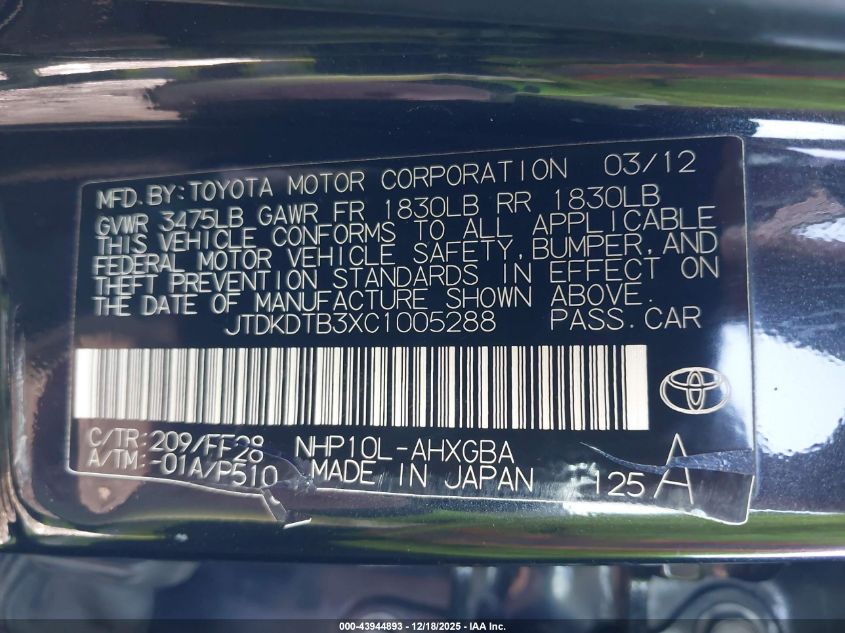 MFD.BY:TOYOTA MOTOR CORPORATION 03/12
GVWR 3475LB GAWR FR 1830LB RR 1830LB
THIS VEHICLE CONFORMS TO ALL APPLICABLE
FEDERAL MOTOR VEHICLE SAFETY,BUMPER,AND
THEFT PREVENTION STANDARDS IN EFFECT ON
THE DATE OF MANUFACTURE SHOWN ABOVE.
JTDKDTB3XC1005288 PASS.CAR
C/TR:209/FF28 NHP10L-AHXGBA A
A/TM:-01A/P510 MADE IN JAPAN 125
000-43944893 • 12/18/2025 • IAA Inc.